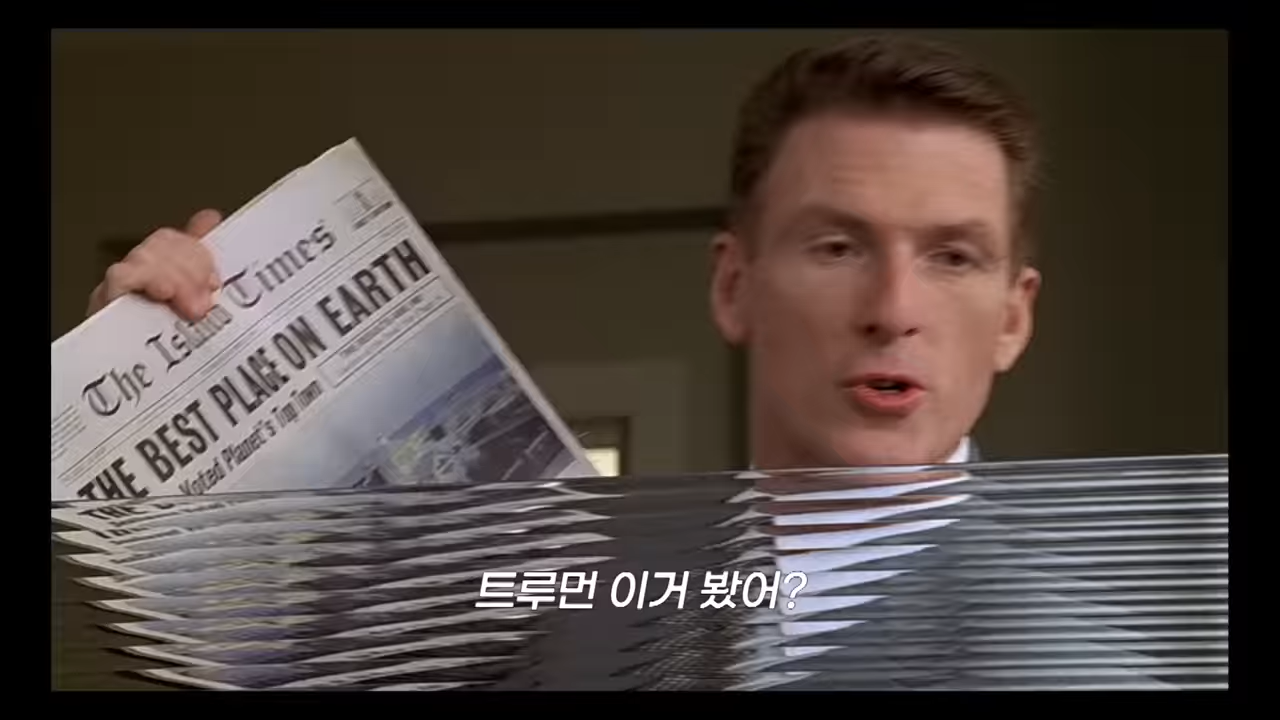 The Island Times
THE BEST PLACE ON EARTH
Voted Planet's Top Town
트루먼 이거 봤어?